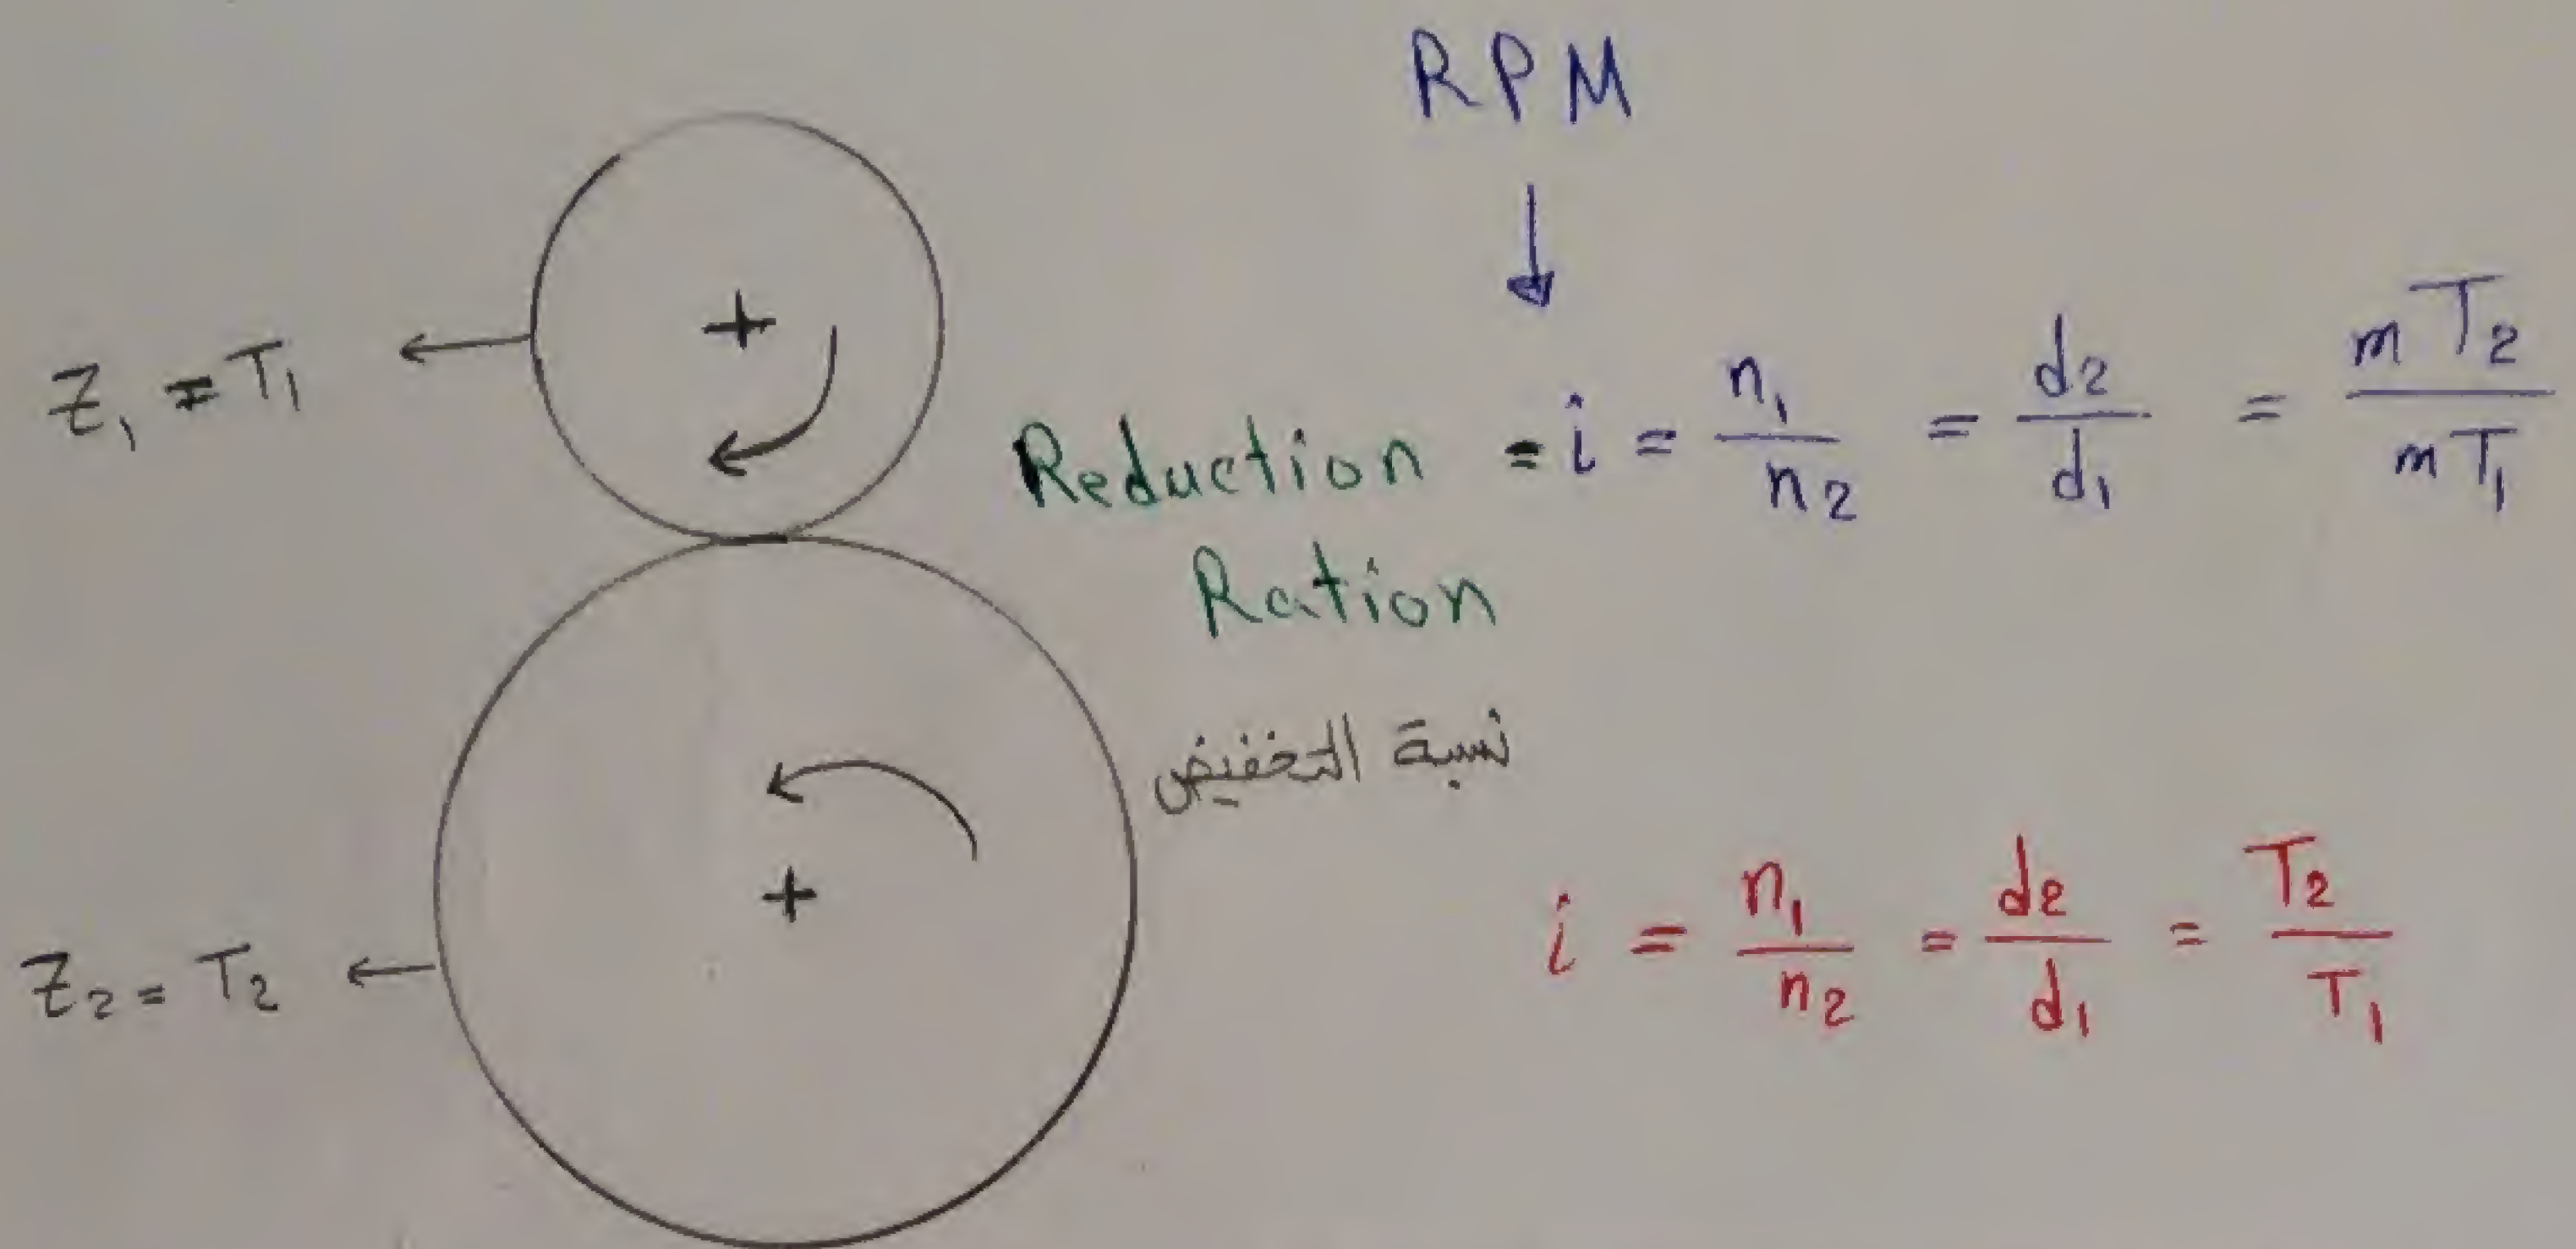 RPM
Z₁ = T₁
Reduction = i = n₁/n₂ = d₂/d₁ = mT₂/mT₁
Ration
نسبة التخفيض
i = n₁/n₂ = d₂/d₁ = T₂/T₁
Z₂ = T₂